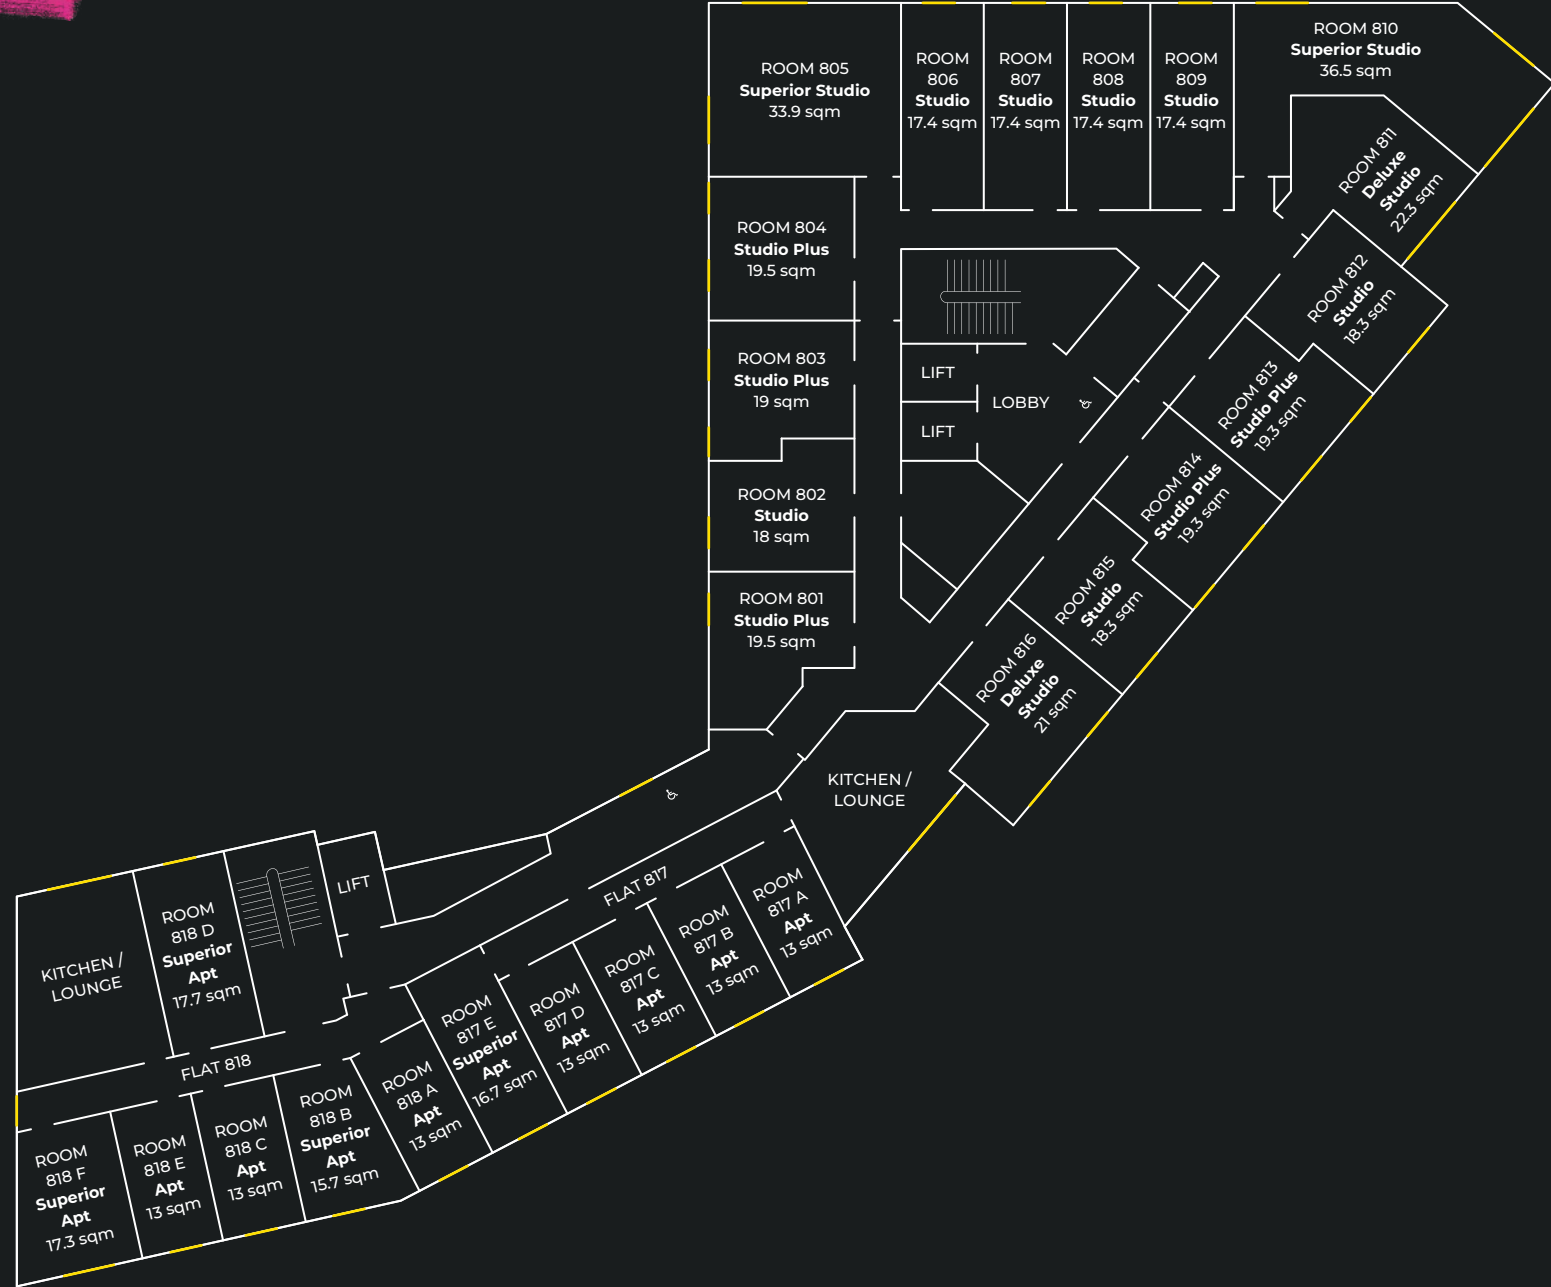 ROOM 805
Superior Studio
33.9 sqm
ROOM
806
Studio
17.4 sqm
ROOM
807
Studio
17.4 sqm
ROOM
808
Studio
17.4 sqm
ROOM
809
Studio
17.4 sqm
ROOM 810
Superior Studio
36.5 sqm
ROOM 811
Deluxe
Studio
22.3 sqm
ROOM 804
Studio Plus
19.5 sqm
ROOM 812
Studio
18.3 sqm
ROOM 803
Studio Plus
19 sqm
LIFT
LOBBY
LIFT
ROOM 813
Studio Plus
19.3 sqm
ROOM 802
Studio
18 sqm
ROOM 814
Studio Plus
19.3 sqm
ROOM 801
Studio Plus
19.5 sqm
ROOM 815
Studio
18.3 sqm
ROOM 816
Deluxe
Studio
21 sqm
KITCHEN /
LOUNGE
FLAT 817
ROOM
817 A
Apt
13 sqm
ROOM
817 B
Apt
13 sqm
ROOM
817 C
Apt
13 sqm
ROOM
817 D
Apt
13 sqm
ROOM
817 E
Superior
Apt
16.7 sqm
LIFT
ROOM
818 D
Superior
Apt
17.7 sqm
KITCHEN /
LOUNGE
FLAT 818
ROOM
818 A
Apt
13 sqm
ROOM
818 B
Superior
Apt
15.7 sqm
ROOM
818 C
Apt
13 sqm
ROOM
818 E
Apt
13 sqm
ROOM
818 F
Superior
Apt
17.3 sqm